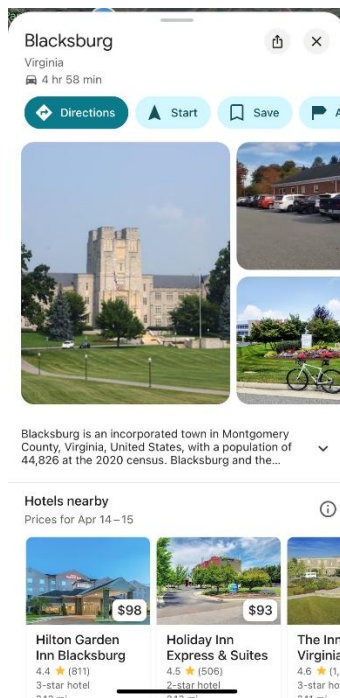 Blacksburg
Virginia
4 hr 58 min
Directions
Start
Save
Blacksburg is an incorporated town in Montgomery
County, Virginia, United States, with a population of
44,826 at the 2020 census. Blacksburg and the...
Hotels nearby
Prices for Apr 14–15
$98
$93
Hilton Garden
Inn Blacksburg
4.4 ★ (811)
3-star hotel
Holiday Inn
Express & Suites
4.5 ★ (506)
2-star hotel
The Inn
Virginia
4.6 ★ (1,
3-star ho